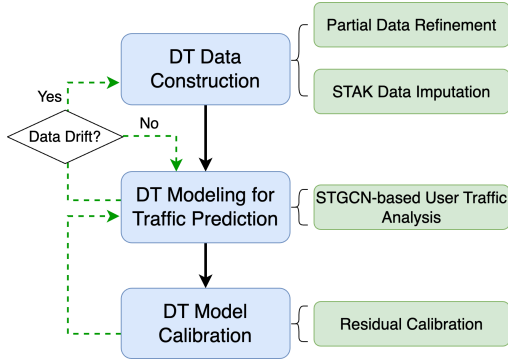 Partial Data Refinement
DT Data
Construction
STAK Data Imputation
Yes
Data Drift?
No
DT Modeling for
Traffic Prediction
STGCN-based User Traffic
Analysis
DT Model
Calibration
Residual Calibration